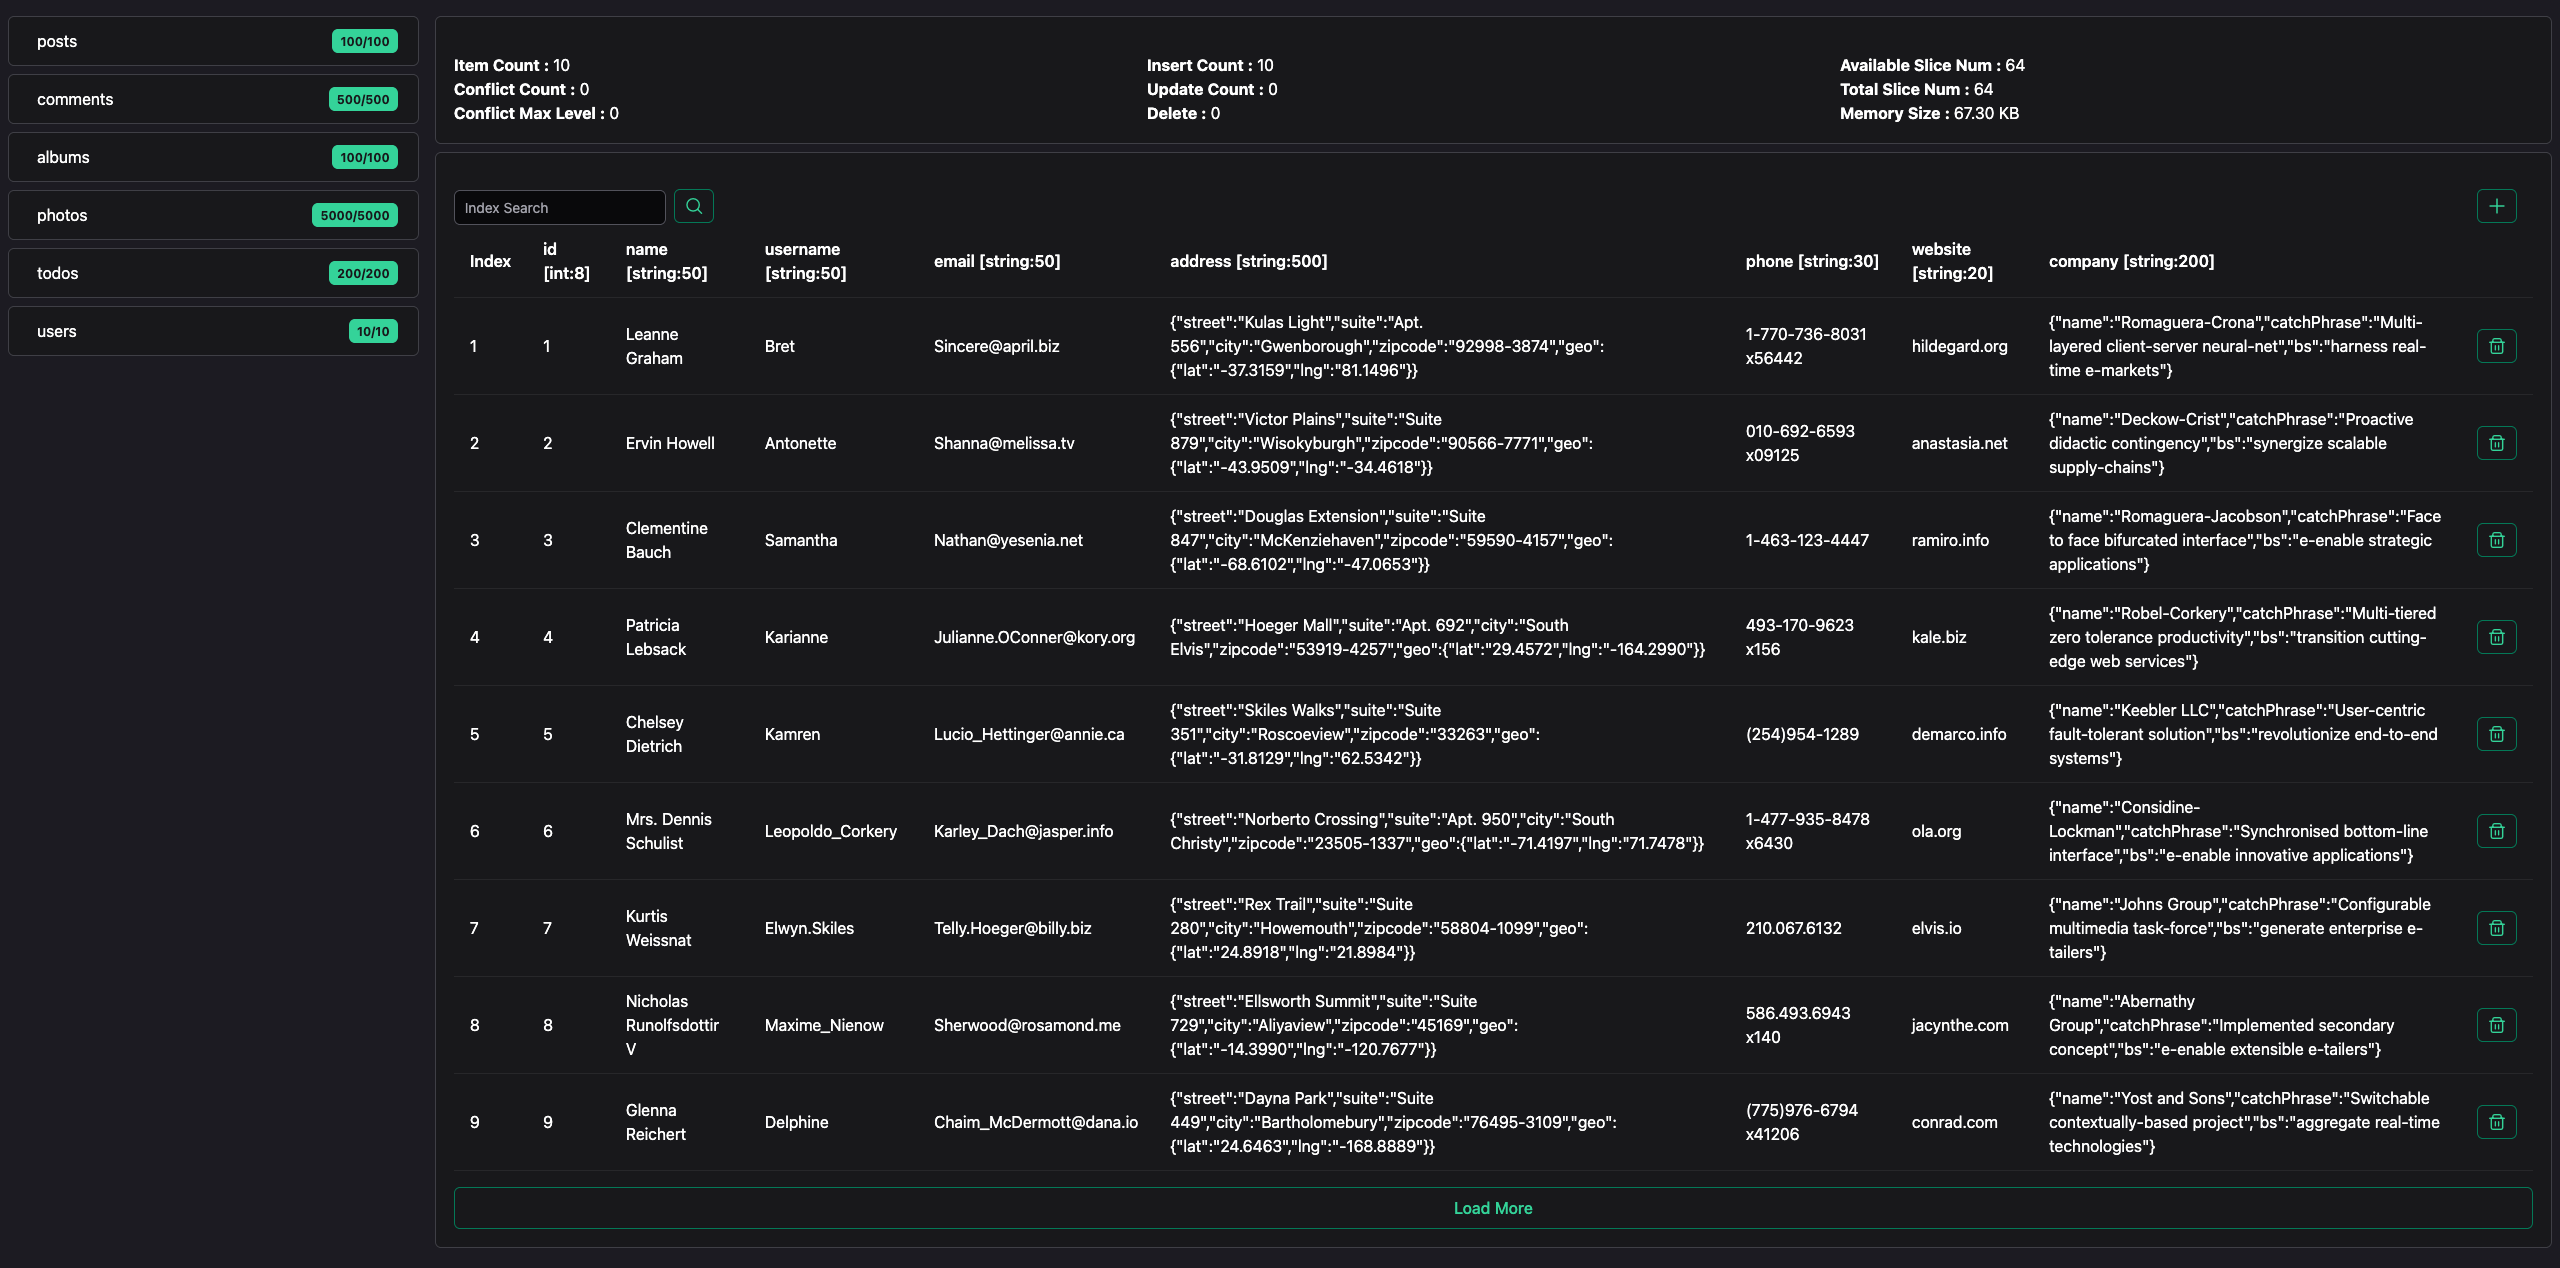 posts 100/100
comments 500/500
albums 100/100
photos 5000/5000
todos 200/200
users 10/10
Item Count : 10
Conflict Count : 0
Conflict Max Level : 0
Insert Count : 10
Update Count : 0
Delete : 0
Available Slice Num : 64
Total Slice Num : 64
Memory Size : 67.30 KB
Index Search
Index
id
[int:8]
name
[string:50]
username
[string:50]
email [string:50]
address [string:500]
phone [string:30]
website
[string:20]
company [string:200]
1
1
Leanne
Graham
Bret
Sincere@april.biz
{"street":"Kulas Light","suite":"Apt.
556","city":"Gwenborough","zipcode":"92998-3874","geo":
{"lat":"-37.3159","lng":"81.1496"}}
1-770-736-8031
x56442
hildegard.org
{"name":"Romaguera-Crona","catchPhrase":"Multi-
layered client-server neural-net","bs":"harness real-
time e-markets"}
2
2
Ervin Howell
Antonette
Shanna@melissa.tv
{"street":"Victor Plains","suite":"Suite
879","city":"Wisokyburgh","zipcode":"90566-7771","geo":
{"lat":"-43.9509","lng":"-34.4618"}}
010-692-6593
x09125
anastasia.net
{"name":"Deckow-Crist","catchPhrase":"Proactive
didactic contingency","bs":"synergize scalable
supply-chains"}
3
3
Clementine
Bauch
Samantha
Nathan@yesenia.net
{"street":"Douglas Extension","suite":"Suite
847","city":"McKenziehaven","zipcode":"59590-4157","geo":
{"lat":"-68.6102","lng":"-47.0653"}}
1-463-123-4447
ramiro.info
{"name":"Romaguera-Jacobson","catchPhrase":"Face
to face bifurcated interface","bs":"e-enable strategic
applications"}
4
4
Patricia
Lebsack
Karianne
Julianne.OConner@kory.org
{"street":"Hoeger Mall","suite":"Apt. 692","city":"South
Elvis","zipcode":"53919-4257","geo":{"lat":"29.4572","lng":"-164.2990"}}
493-170-9623
x156
kale.biz
{"name":"Robel-Corkery","catchPhrase":"Multi-tiered
zero tolerance productivity","bs":"transition cutting-
edge web services"}
5
5
Chelsey
Dietrich
Kamren
Lucio_Hettinger@annie.ca
{"street":"Skiles Walks","suite":"Suite
351","city":"Roscoeview","zipcode":"33263","geo":
{"lat":"-31.8129","lng":"62.5342"}}
(254)954-1289
demarco.info
{"name":"Keebler LLC","catchPhrase":"User-centric
fault-tolerant solution","bs":"revolutionize end-to-end
systems"}
6
6
Mrs. Dennis
Schulist
Leopoldo_Corkery
Karley_Dach@jasper.info
{"street":"Norberto Crossing","suite":"Apt. 950","city":"South
Christy","zipcode":"23505-1337","geo":{"lat":"-71.4197","lng":"71.7478"}}
1-477-935-8478
x6430
ola.org
{"name":"Considine-
Lockman","catchPhrase":"Synchronised bottom-line
interface","bs":"e-enable innovative applications"}
7
7
Kurtis
Weissnat
Elwyn.Skiles
Telly.Hoeger@billy.biz
{"street":"Rex Trail","suite":"Suite
280","city":"Howemouth","zipcode":"58804-1099","geo":
{"lat":"24.8918","lng":"21.8984"}}
210.067.6132
elvis.io
{"name":"Johns Group","catchPhrase":"Configurable
multimedia task-force","bs":"generate enterprise e-
tailers"}
8
8
Nicholas
Runolfsdottir
V
Maxime_Nienow
Sherwood@rosamond.me
{"street":"Ellsworth Summit","suite":"Suite
729","city":"Aliyaview","zipcode":"45169","geo":
{"lat":"-14.3990","lng":"-120.7677"}}
586.493.6943
x140
jacynthe.com
{"name":"Abernathy
Group","catchPhrase":"Implemented secondary
concept","bs":"e-enable extensible e-tailers"}
9
9
Glenna
Reichert
Delphine
Chaim_McDermott@dana.io
{"street":"Dayna Park","suite":"Suite
449","city":"Bartholomebury","zipcode":"76495-3109","geo":
{"lat":"24.6463","lng":"-168.8889"}}
(775)976-6794
x41206
conrad.com
{"name":"Yost and Sons","catchPhrase":"Switchable
contextually-based project","bs":"aggregate real-time
technologies"}
Load More